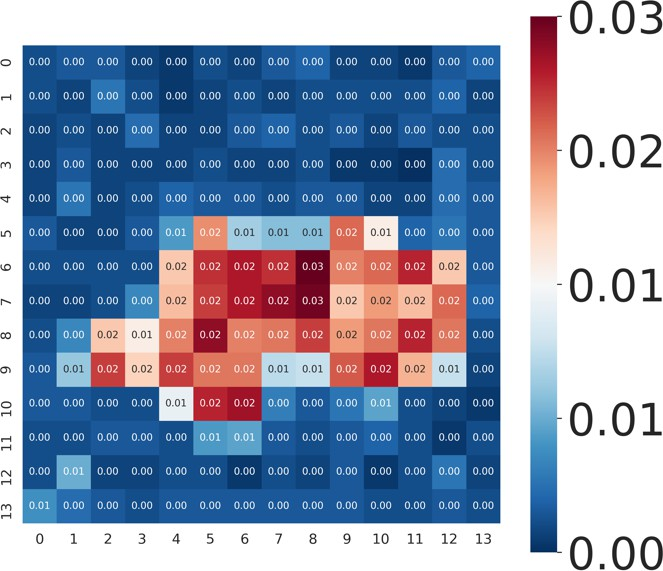 0.03
0 0.00 0.00 0.00 0.00 0.00 0.00 0.00 0.00 0.00 0.00 0.00 0.00 0.00 0.00
1 0.00 0.00 0.00 0.00 0.00 0.00 0.00 0.00 0.00 0.00 0.00 0.00 0.00 0.00
2 0.00 0.00 0.00 0.00 0.00 0.00 0.00 0.00 0.00 0.00 0.00 0.00 0.00 0.00
0.02
3 0.00 0.00 0.00 0.00 0.00 0.00 0.00 0.00 0.00 0.00 0.00 0.00 0.00 0.00
4 0.00 0.00 0.00 0.00 0.00 0.00 0.00 0.00 0.00 0.00 0.00 0.00 0.00 0.00
5 0.00 0.00 0.00 0.00 0.01 0.02 0.01 0.01 0.01 0.02 0.01 0.00 0.00 0.00
6 0.00 0.00 0.00 0.00 0.02 0.02 0.02 0.02 0.03 0.02 0.02 0.02 0.02 0.00
0.01
7 0.00 0.00 0.00 0.00 0.02 0.02 0.02 0.02 0.03 0.02 0.02 0.02 0.02 0.00
8 0.00 0.00 0.02 0.01 0.02 0.02 0.02 0.02 0.02 0.02 0.02 0.02 0.02 0.00
9 0.00 0.01 0.02 0.02 0.02 0.02 0.02 0.01 0.01 0.02 0.02 0.02 0.01 0.00
10 0.00 0.00 0.00 0.00 0.01 0.02 0.02 0.00 0.00 0.00 0.01 0.00 0.00 0.00
0.01
11 0.00 0.00 0.00 0.00 0.00 0.01 0.01 0.00 0.00 0.00 0.00 0.00 0.00 0.00
12 0.00 0.01 0.00 0.00 0.00 0.00 0.00 0.00 0.00 0.00 0.00 0.00 0.00 0.00
13 0.01 0.00 0.00 0.00 0.00 0.00 0.00 0.00 0.00 0.00 0.00 0.00 0.00 0.00
0 1 2 3 4 5 6 7 8 9 10 11 12 13
0.00